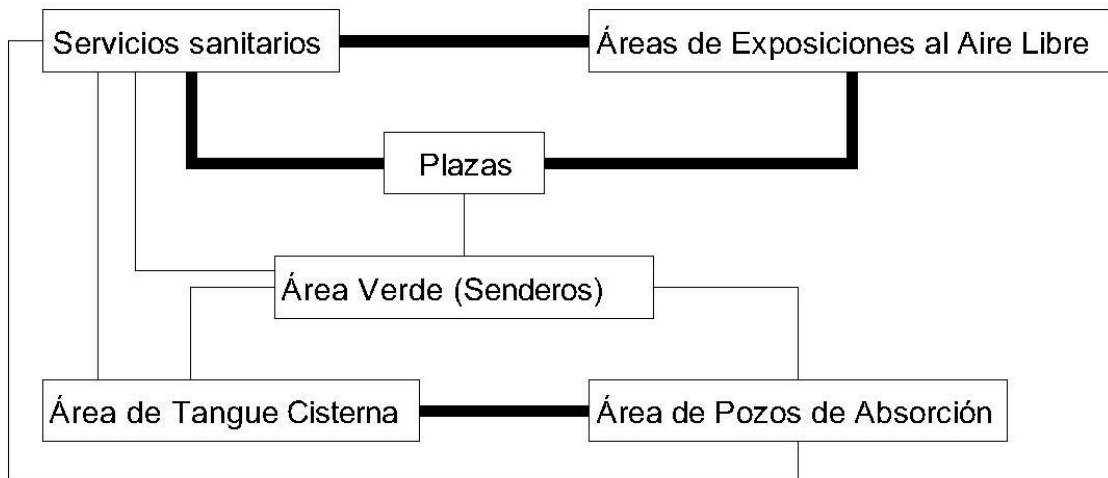 Servicios sanitarios
Áreas de Exposiciones al Aire Libre
Plazas
Área Verde (Senderos)
Área de Tangue Cisterna
Área de Pozos de Absorción